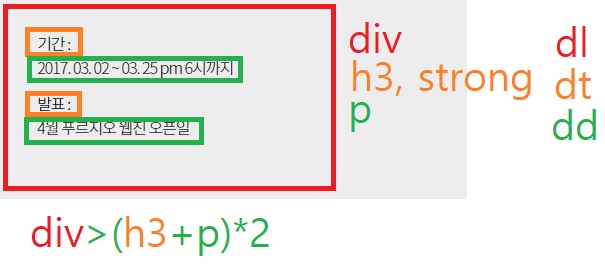 기간 :
2017. 03. 02 ~ 03. 25 pm 6시까지
발표 :
4월 푸르지오 웹진 오픈일
div
h3, strong
p
dl
dt
dd
div>(h3+p)*2